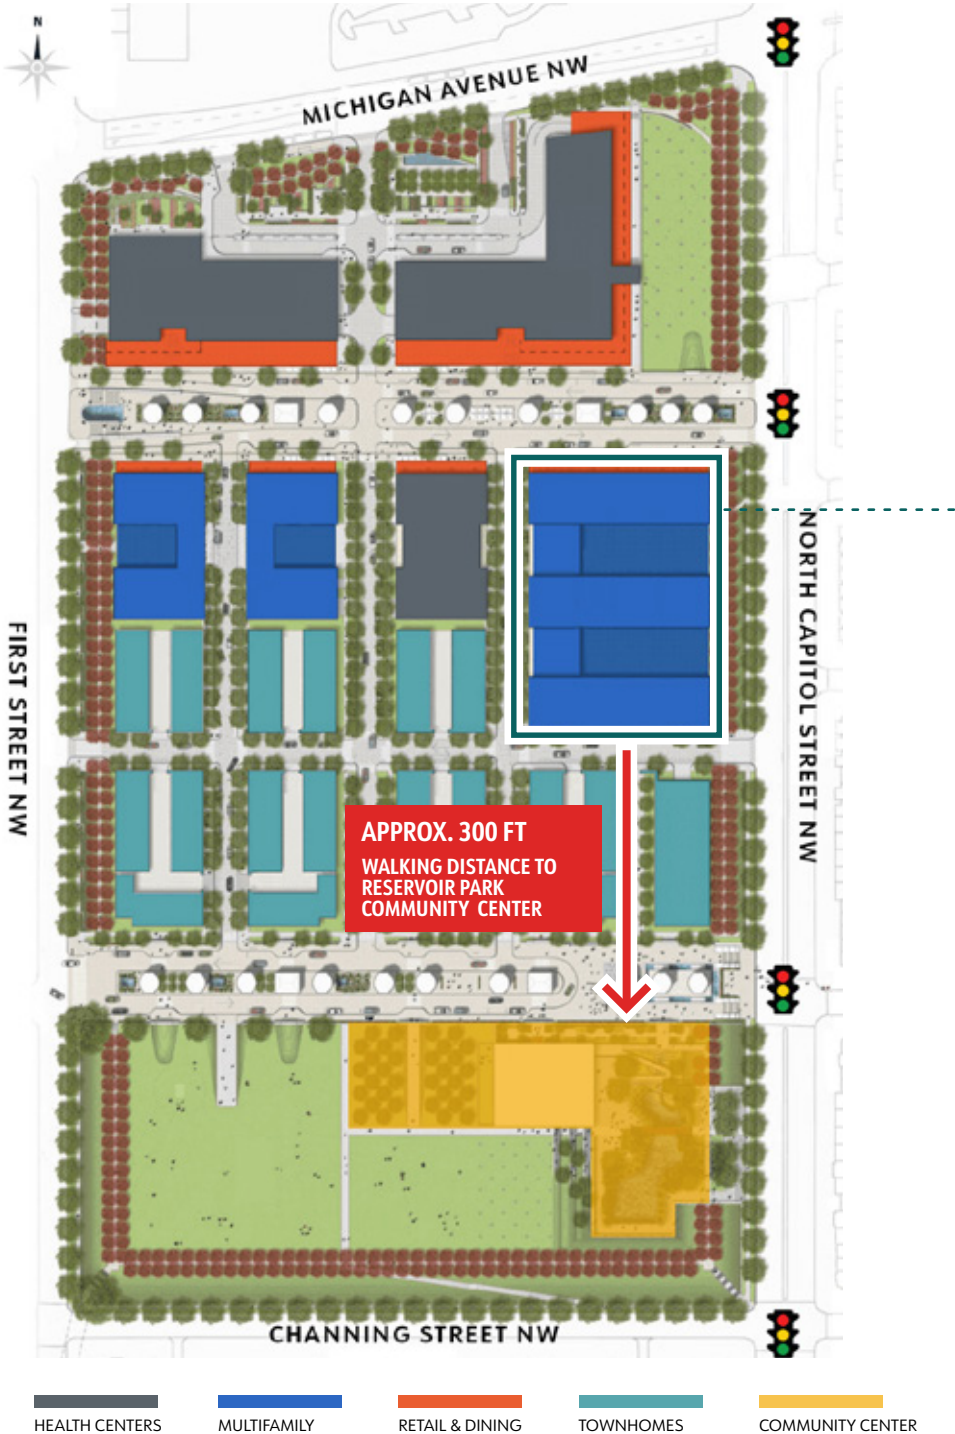 N
MICHIGAN AVENUE NW
FIRST STREET NW
NORTH CAPITOL STREET NW
APPROX. 300 FT
WALKING DISTANCE TO
RESERVOIR PARK
COMMUNITY CENTER
CHANNING STREET NW
HEALTH CENTERS
MULTIFAMILY
RETAIL & DINING
TOWNHOMES
COMMUNITY CENTER